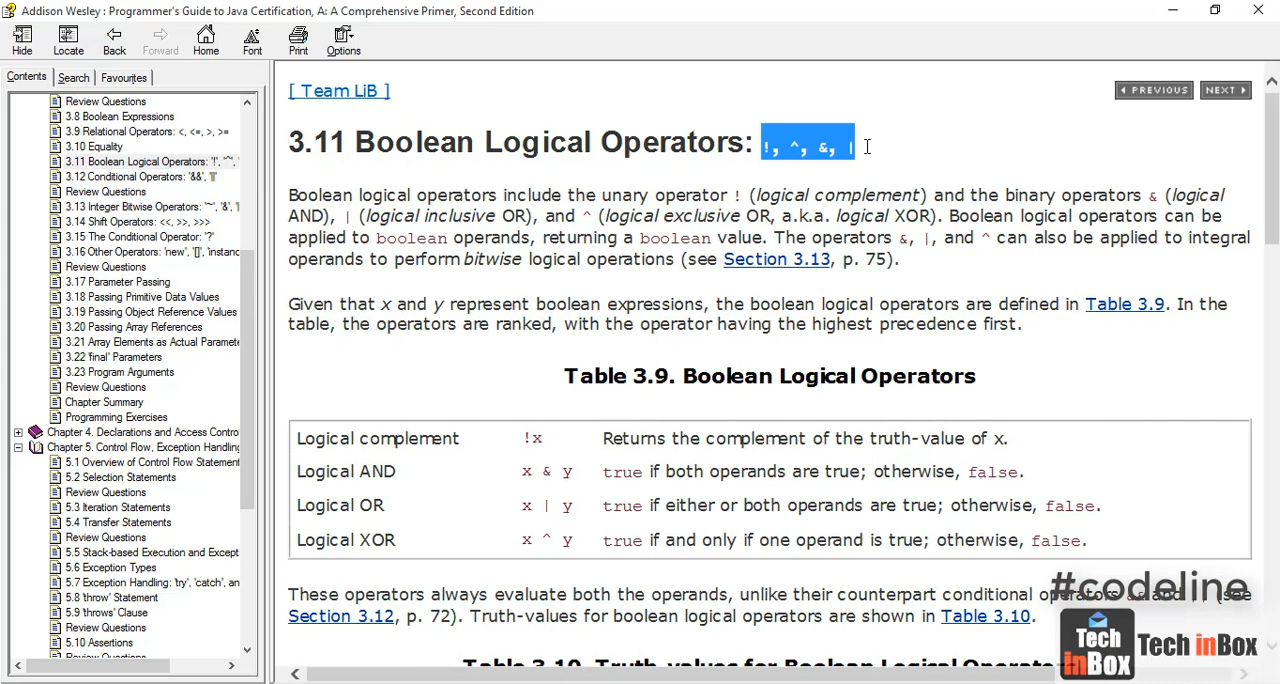 Addison Wesley : Programmer's Guide to Java Certification, A: A Comprehensive Primer, Second Edition
Hide Locate Back Forward Home Font Print Options
Contents Search Favourites
Review Questions
3.8 Boolean Expressions
3.9 Relational Operators: <, <=, >, >=
3.10 Equality
3.11 Boolean Logical Operators: '!', '^',
3.12 Conditional Operators: '&&', '||'
Review Questions
3.13 Integer Bitwise Operators: '~', '&', '|
3.14 Shift Operators: <<, >>, >>>
3.15 The Conditional Operator: '?'
3.16 Other Operators: 'new', '[]', 'instanc
Review Questions
3.17 Parameter Passing
3.18 Passing Primitive Data Values
3.19 Passing Object Reference Values
3.20 Passing Array References
3.21 Array Elements as Actual Paramete
3.22 'final' Parameters
3.23 Program Arguments
Review Questions
Chapter Summary
Programming Exercises
Chapter 4. Declarations and Access Contro
Chapter 5. Control Flow, Exception Handling
5.1 Overview of Control Flow Statement
5.2 Selection Statements
Review Questions
5.3 Iteration Statements
5.4 Transfer Statements
Review Questions
5.5 Stack-based Execution and Except
5.6 Exception Types
5.7 Exception Handling: 'try', 'catch', an
5.8 'throw' Statement
5.9 'throws' Clause
Review Questions
5.10 Assertions
[ Team LiB ]
PREVIOUS NEXT
3.11 Boolean Logical Operators: !, ^, &, |
Boolean logical operators include the unary operator ! (logical complement) and the binary operators & (logical
AND), | (logical inclusive OR), and ^ (logical exclusive OR, a.k.a. logical XOR). Boolean logical operators can be
applied to boolean operands, returning a boolean value. The operators &, |, and ^ can also be applied to integral
operands to perform bitwise logical operations (see Section 3.13, p. 75).
Given that x and y represent boolean expressions, the boolean logical operators are defined in Table 3.9. In the
table, the operators are ranked, with the operator having the highest precedence first.
Table 3.9. Boolean Logical Operators
Logical complement !x Returns the complement of the truth-value of x.
Logical AND x & y true if both operands are true; otherwise, false.
Logical OR x | y true if either or both operands are true; otherwise, false.
Logical XOR x ^ y true if and only if one operand is true; otherwise, false.
These operators always evaluate both the operands, unlike their counterpart conditional operators && and (see
Section 3.12, p. 72). Truth-values for boolean logical operators are shown in Table 3.10.
Table 3.10. Truth-values for Boolean Logical
#codeline
Tech inBOX
Tech inBox